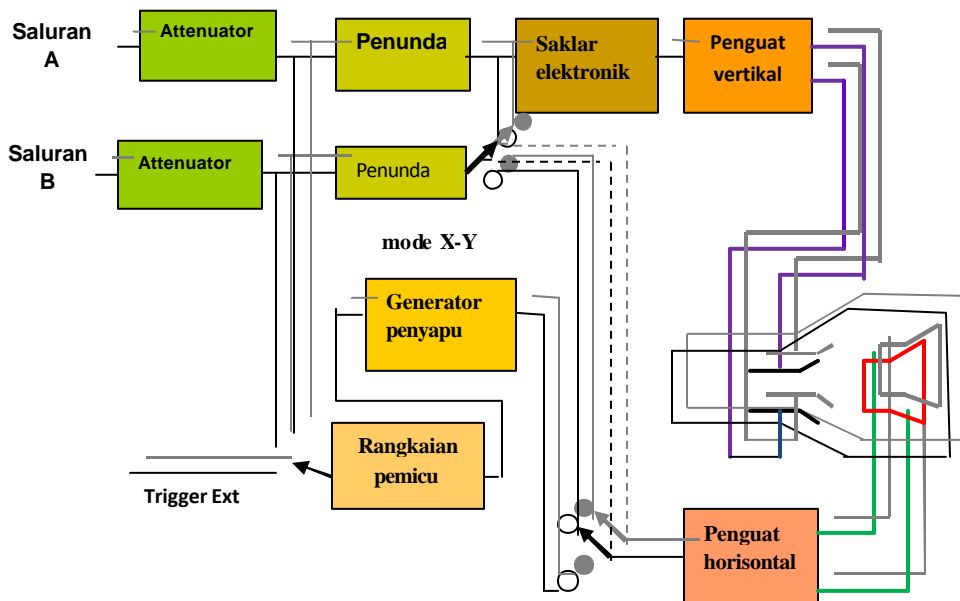 Saluran
A
Attenuator
Penunda
Saklar
elektronik
Penguat
vertikal
Saluran
B
Attenuator
Penunda
mode X-Y
Generator
penyapu
Rangkaian
pemicu
Trigger Ext
Penguat
horisontal